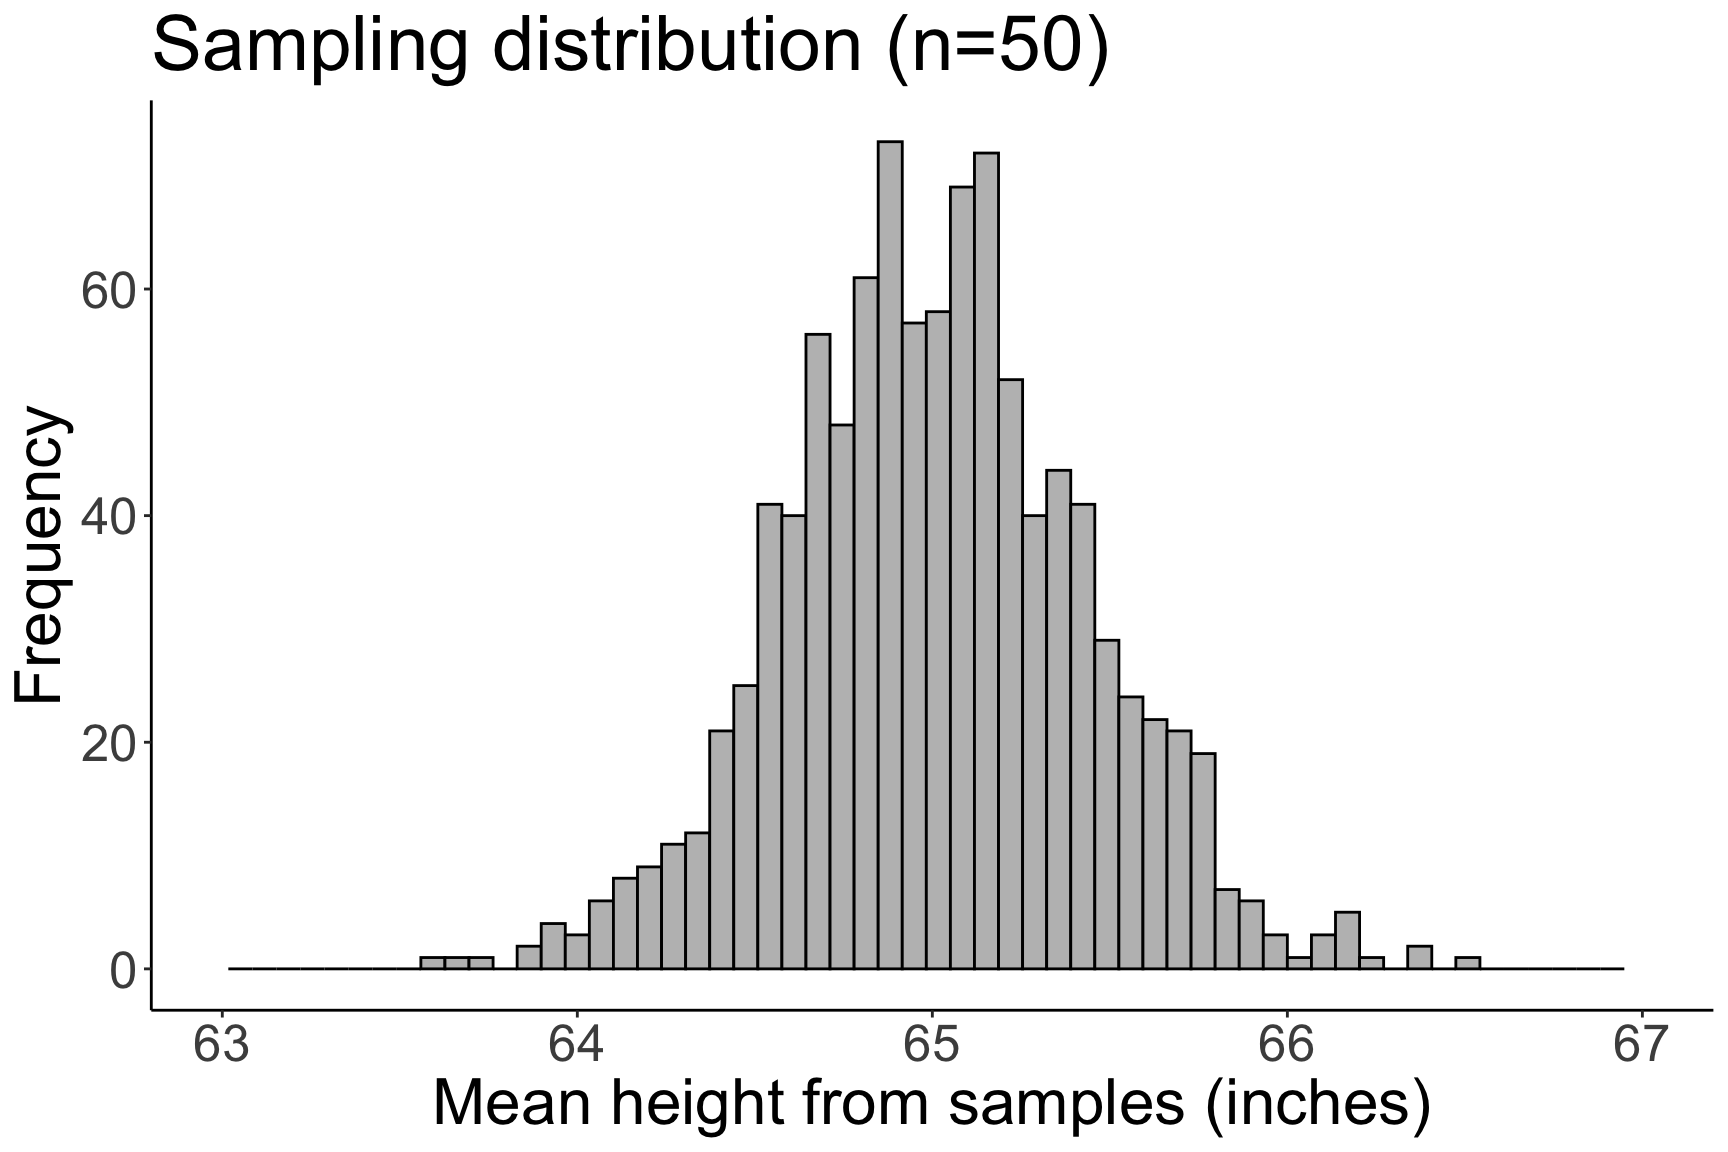 Sampling distribution (n=50)
Frequency
60
40
20
0
63 64 65 66 67
Mean height from samples (inches)